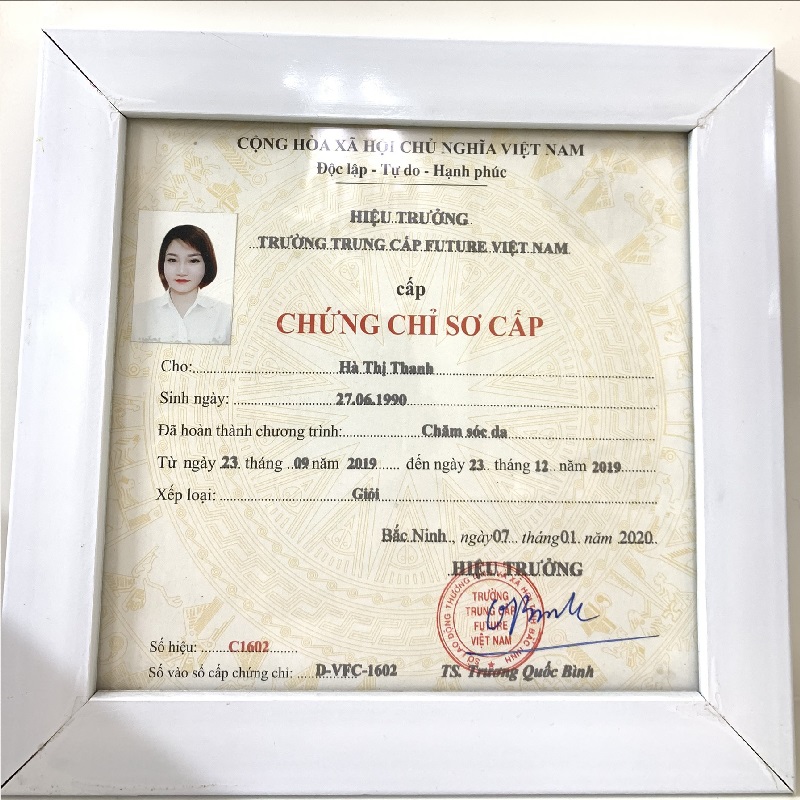 CỘNG HÒA XÃ HỘI CHỦ NGHĨA VIỆT NAM
Độc lập - Tự do - Hạnh phúc
HIỆU TRƯỞNG
TRƯỜNG TRUNG CẤP FUTURE VIỆT NAM
cấp
CHỨNG CHỈ SƠ CẤP
Cho: Hà Thị Thanh
Sinh ngày: 27.06.1990
Đã hoàn thành chương trình: Chăm sóc da
Từ ngày 23 tháng 09 năm 2019 đến ngày 23 tháng 12 năm 2019
Xếp loại: Giỏi
Bắc Ninh, ngày 07 tháng 01 năm 2020
HIỆU TRƯỞNG
TRƯỜNG
TRUNG CẤP
FUTURE
VIỆT NAM
Số hiệu: C1602
Số vào sổ cấp chứng chỉ: D-VFC-1602
TS. Trương Quốc Bình